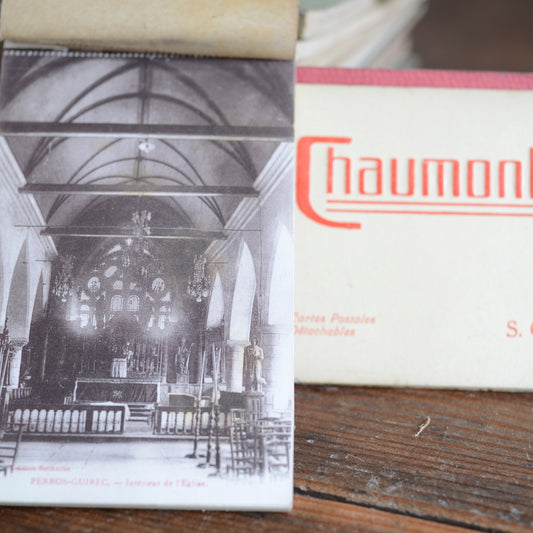 Chaumont
Cartes Postales
Détachables
S.
PERROS-GUIREC. — Intérieur de l'Église.